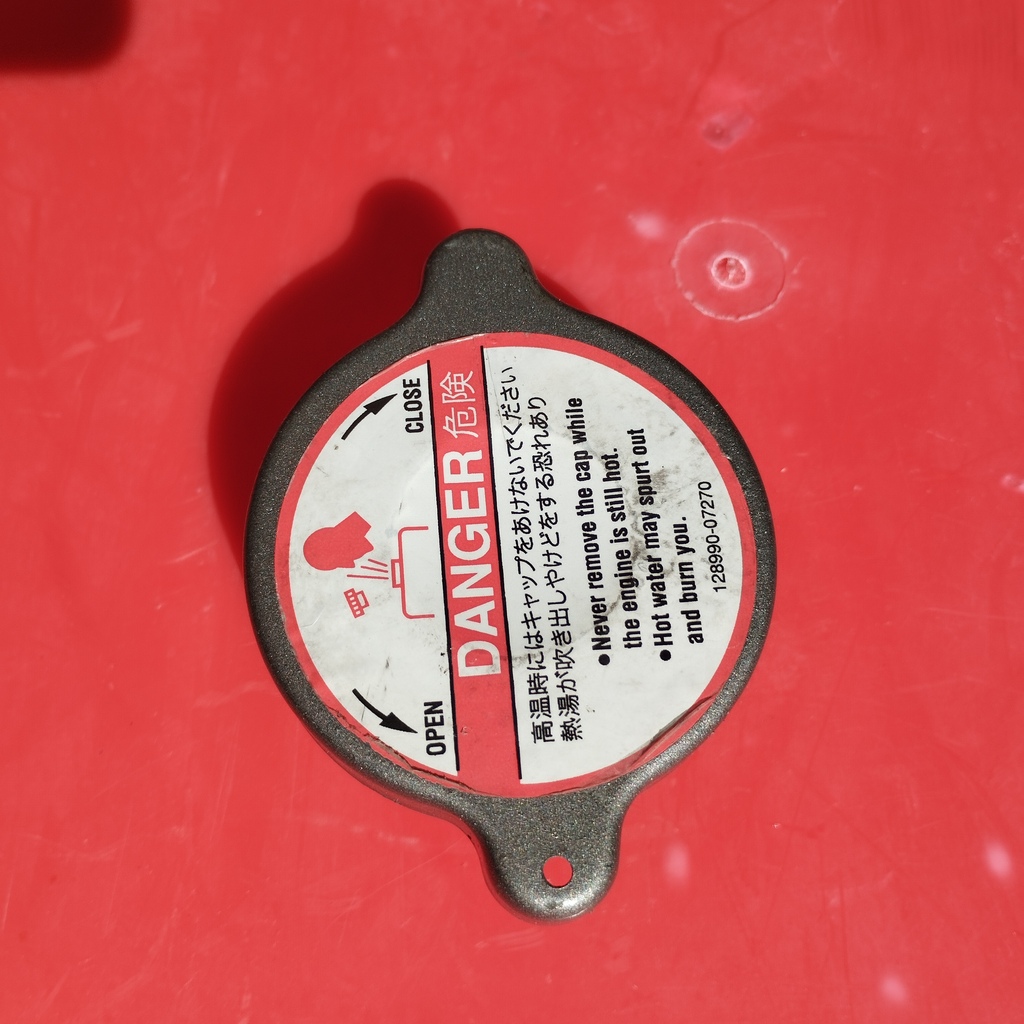 OPEN
CLOSE
DANGER 危険
高温時にはキャップをあけないでください
熱湯が吹き出しやけどをする恐れあり
●Never remove the cap while
the engine is still hot.
●Hot water may spurt out
and burn you.
128990-07270